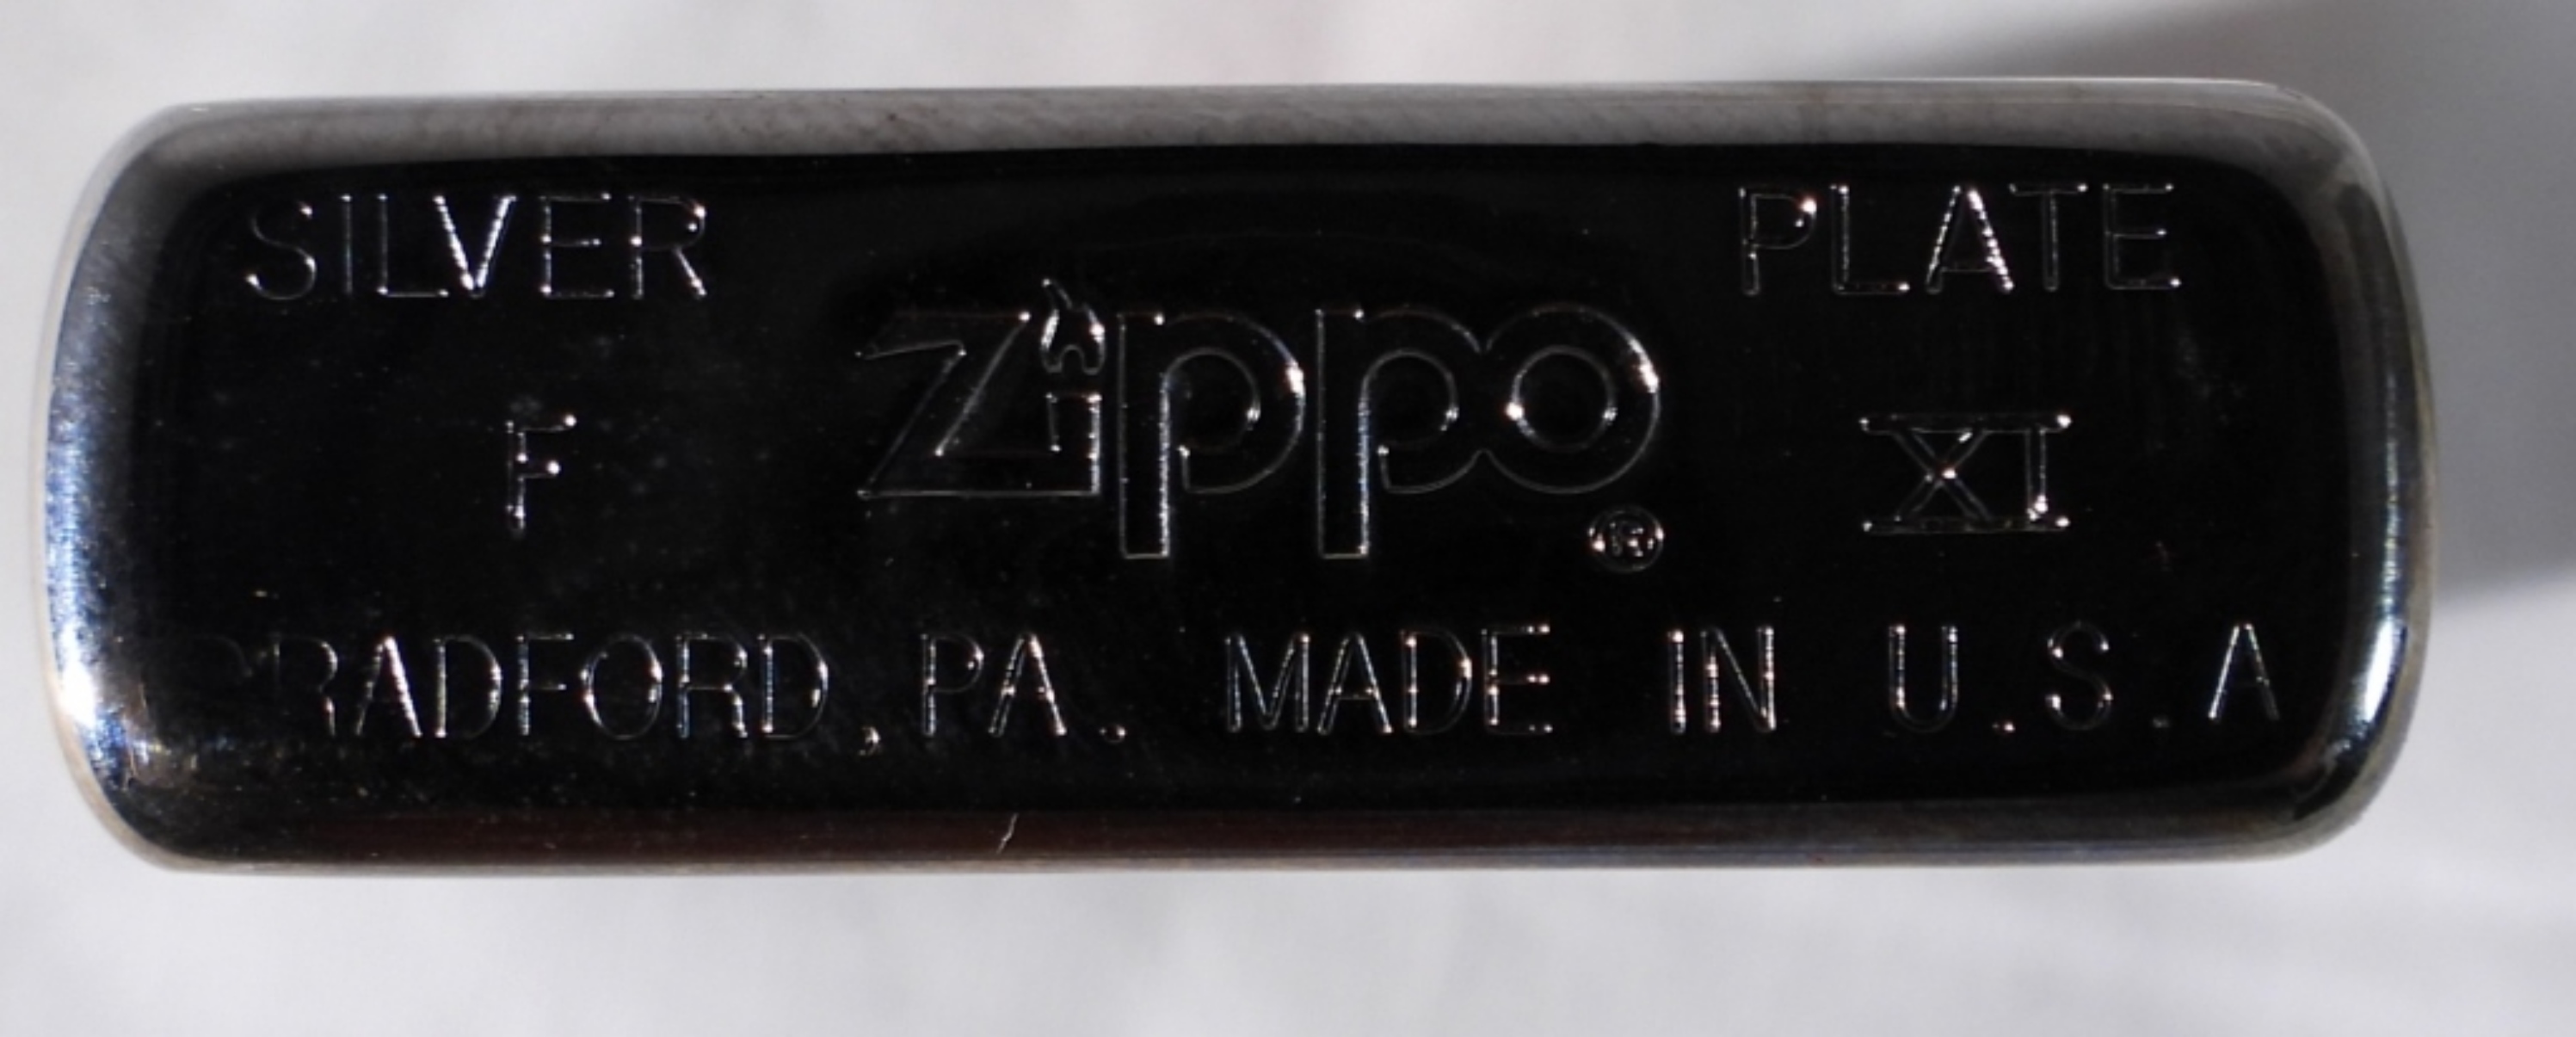 SILVER PLATE
F Zippo ® XI
BRADFORD, PA. MADE IN U.S.A